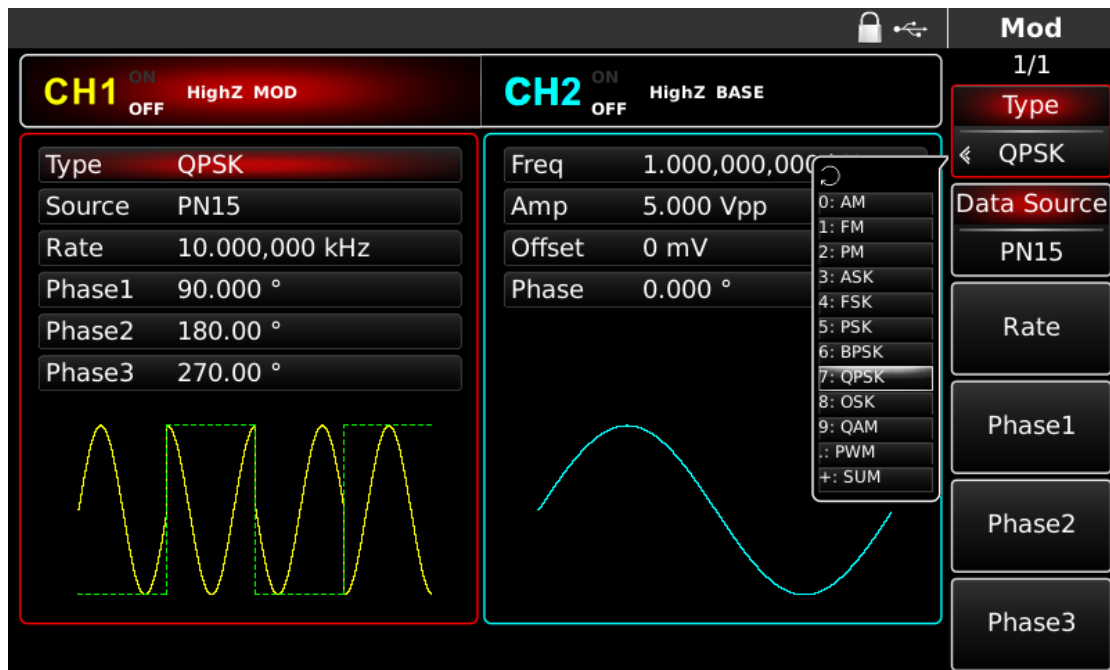 Mod
1/1
CH1 ON OFF HighZ MOD
CH2 ON OFF HighZ BASE
Type QPSK
Source PN15
Rate 10.000,000 kHz
Phase1 90.000 °
Phase2 180.00 °
Phase3 270.00 °
Freq 1.000,000,000
Amp 5.000 Vpp
Offset 0 mV
Phase 0.000 °
0: AM
1: FM
2: PM
3: ASK
4: FSK
5: PSK
6: BPSK
7: QPSK
8: OSK
9: QAM
.: PWM
+: SUM
Type
QPSK
Data Source
PN15
Rate
Phase1
Phase2
Phase3